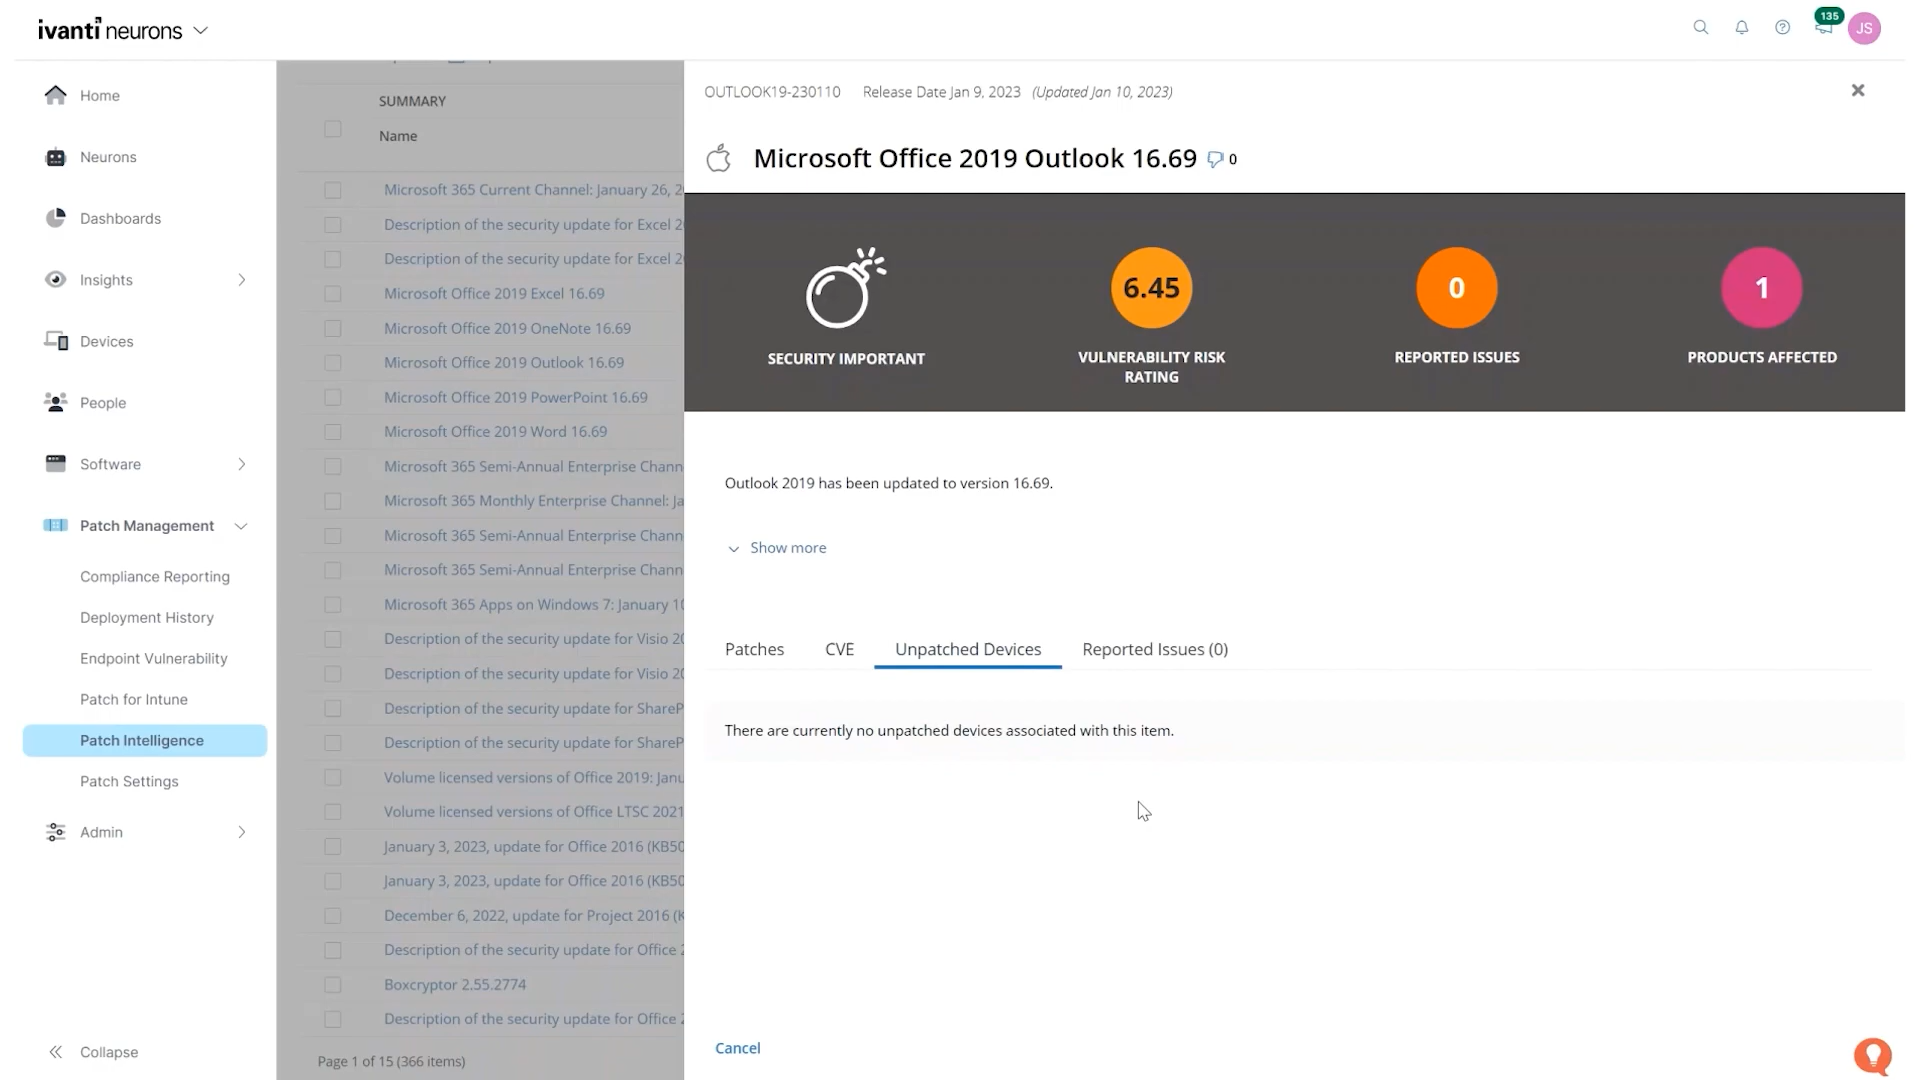 ivanti neurons
135
JS
Home
Neurons
Dashboards
Insights
Devices
People
Software
Patch Management
Compliance Reporting
Deployment History
Endpoint Vulnerability
Patch for Intune
Patch Intelligence
Patch Settings
Admin
Collapse
SUMMARY
Name
Microsoft 365 Current Channel: January 26, 2
Description of the security update for Excel 2
Description of the security update for Excel 2
Microsoft Office 2019 Excel 16.69
Microsoft Office 2019 OneNote 16.69
Microsoft Office 2019 Outlook 16.69
Microsoft Office 2019 PowerPoint 16.69
Microsoft Office 2019 Word 16.69
Microsoft 365 Semi-Annual Enterprise Chann
Microsoft 365 Monthly Enterprise Channel: Ja
Microsoft 365 Semi-Annual Enterprise Chann
Microsoft 365 Semi-Annual Enterprise Chann
Microsoft 365 Apps on Windows 7: January 10
Description of the security update for Visio 20
Description of the security update for Visio 20
Description of the security update for ShareP
Description of the security update for ShareP
Volume licensed versions of Office 2019: Janu
Volume licensed versions of Office LTSC 2021
January 3, 2023, update for Office 2016 (KB50
January 3, 2023, update for Office 2016 (KB50
December 6, 2022, update for Project 2016 (K
Description of the security update for Office 2
Boxcryptor 2.55.2774
Description of the security update for Office 2
Page 1 of 15 (366 items)
OUTLOOK19-230110 Release Date Jan 9, 2023 (Updated Jan 10, 2023)
Microsoft Office 2019 Outlook 16.69 0
6.45 0 1
SECURITY IMPORTANT VULNERABILITY RISK REPORTED ISSUES PRODUCTS AFFECTED
RATING
Outlook 2019 has been updated to version 16.69.
Show more
Patches CVE Unpatched Devices Reported Issues (0)
There are currently no unpatched devices associated with this item.
Cancel